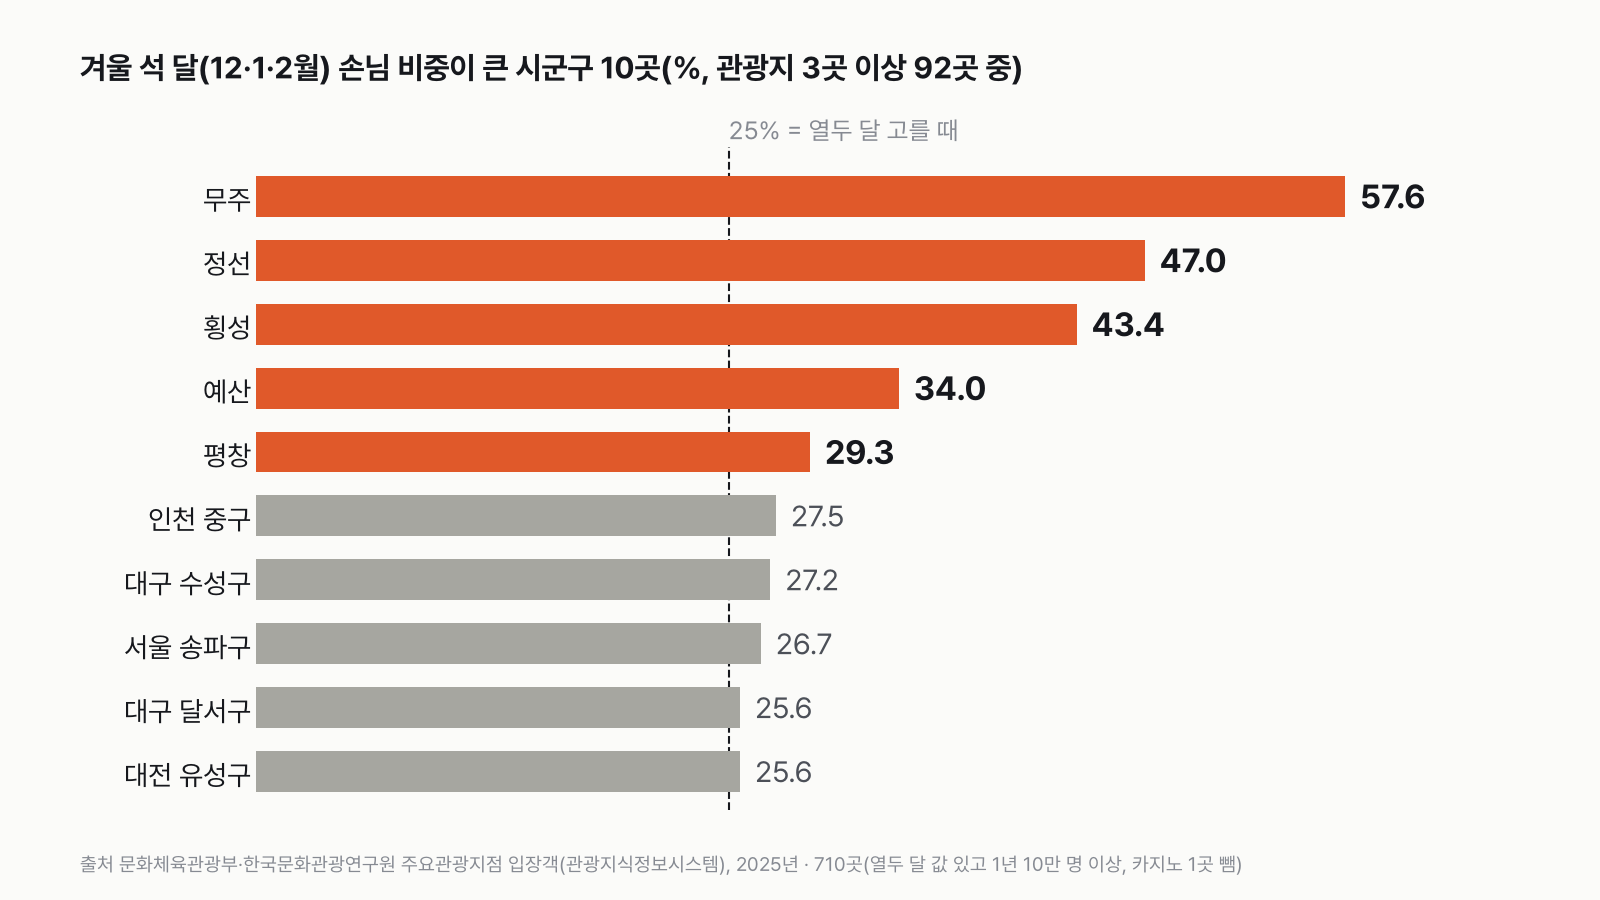 겨울 석 달(12·1·2월) 손님 비중이 큰 시군구 10곳(%, 관광지 3곳 이상 92곳 중)
25% = 열두 달 고를 때
무주 57.6
정선 47.0
횡성 43.4
예산 34.0
평창 29.3
인천 중구 27.5
대구 수성구 27.2
서울 송파구 26.7
대구 달서구 25.6
대전 유성구 25.6
출처 문화체육관광부·한국문화관광연구원 주요관광지점 입장객(관광지식정보시스템), 2025년 · 710곳(열두 달 값 있고 1년 10만 명 이상, 카지노 1곳 뺌)